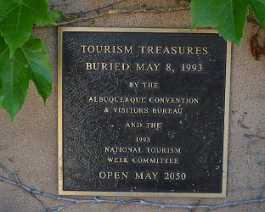 TOURISM TREASURES
BURIED MAY 8, 1993
BY THE
ALBUQUERQUE CONVENTION
& VISITORS BUREAU
AND THE
1993
NATIONAL TOURISM
WEEK COMMITTEE
OPEN MAY 2050